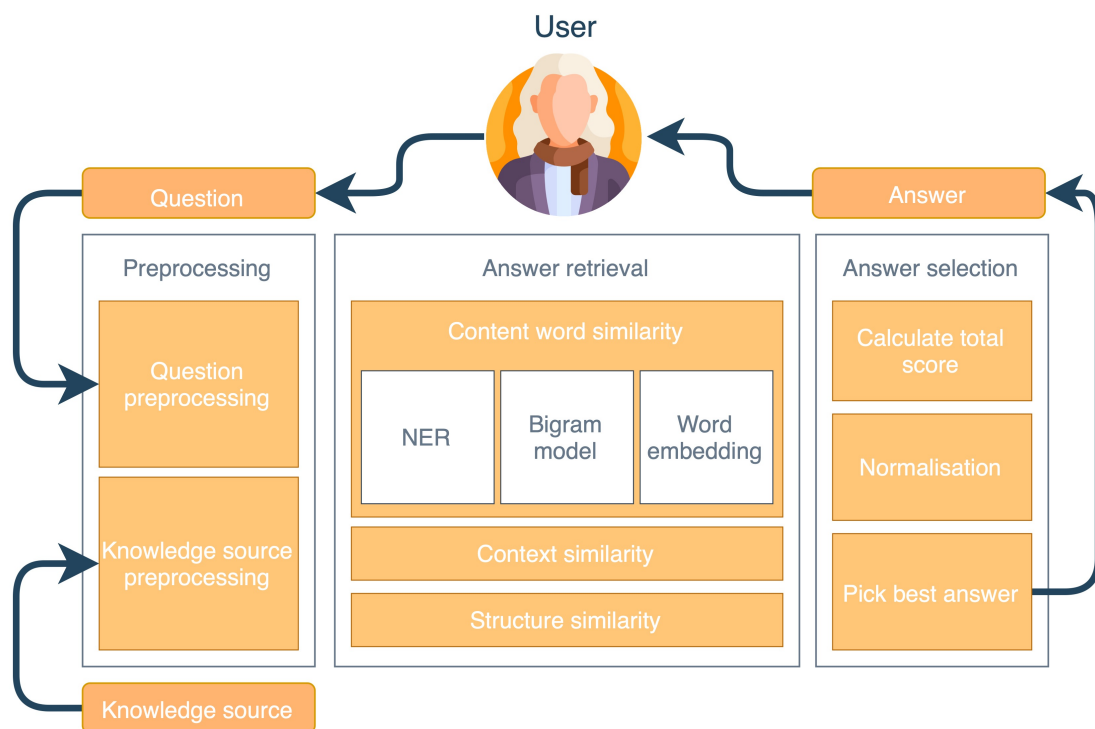 User
Question
Answer
Preprocessing
Question
preprocessing
Knowledge source
preprocessing
Knowledge source
Answer retrieval
Content word similarity
NER
Bigram
model
Word
embedding
Context similarity
Structure similarity
Answer selection
Calculate total
score
Normalisation
Pick best answer